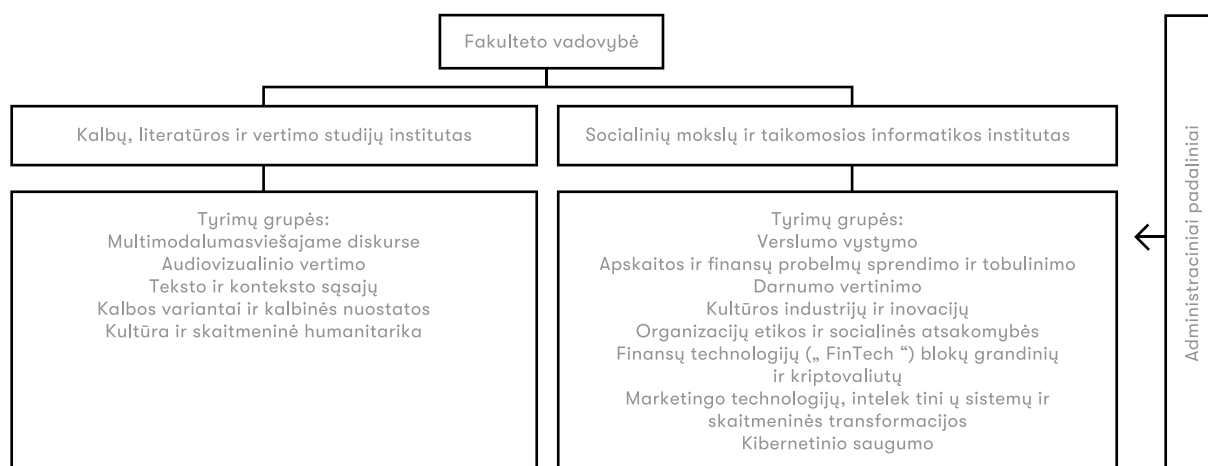 Fakulteto vadovybė
Kalbų, literatūros ir vertimo studijų institutas
Socialinių mokslų ir taikomosios informatikos institutas
Tyrimų grupės:
Multimodalumasviešajame diskurse
Audiovizualinio vertimo
Teksto ir konteksto sąsajų
Kalbos variantai ir kalbinės nuostatos
Kultūra ir skaitmeninė humanitarika
Tyrimų grupės:
Verslumo vystymo
Apskaitos ir finansų probelmų sprendimo ir tobulinimo
Darnumo vertinimo
Kultūros industrijų ir inovacijų
Organizacijų etikos ir socialinės atsakomybės
Finansų technologijų („ FinTech “) blokų grandinių
ir kriptovaliutų
Marketingo technologijų, intelek tini ų sistemų ir
skaitmeninės transformacijos
Kibernetinio saugumo
Administraciniai padaliniai